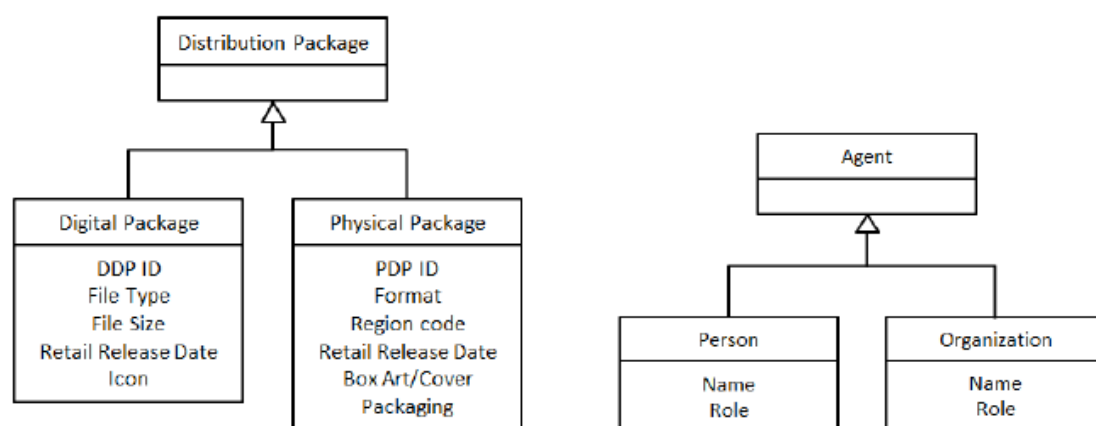 Distribution Package
Digital Package
DDP ID
File Type
File Size
Retail Release Date
Icon
Physical Package
PDP ID
Format
Region code
Retail Release Date
Box Art/Cover
Packaging
Agent
Person
Name
Role
Organization
Name
Role